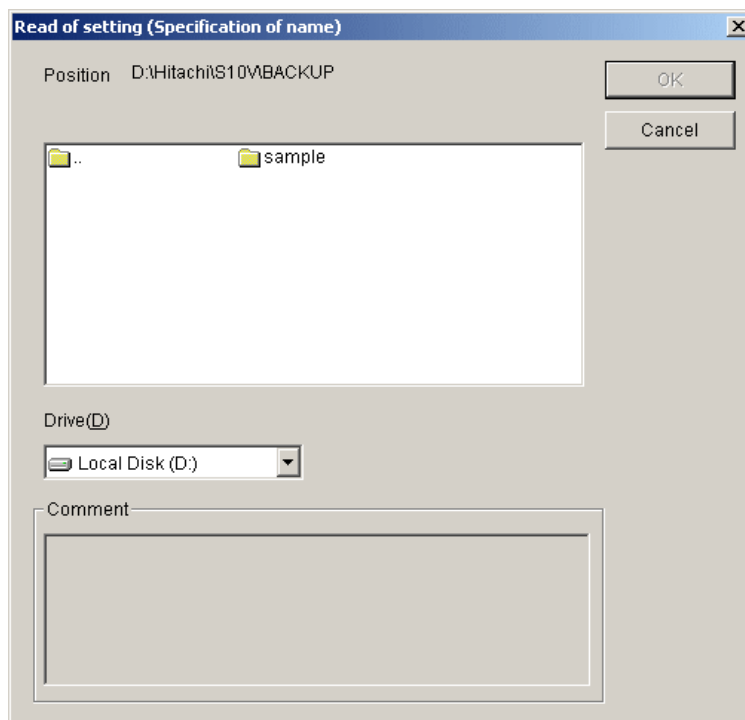 Read of setting (Specification of name)
Position D:\Hitachi\S10V\BACKUP
OK
Cancel
.. sample
Drive(D)
Local Disk (D:)
Comment